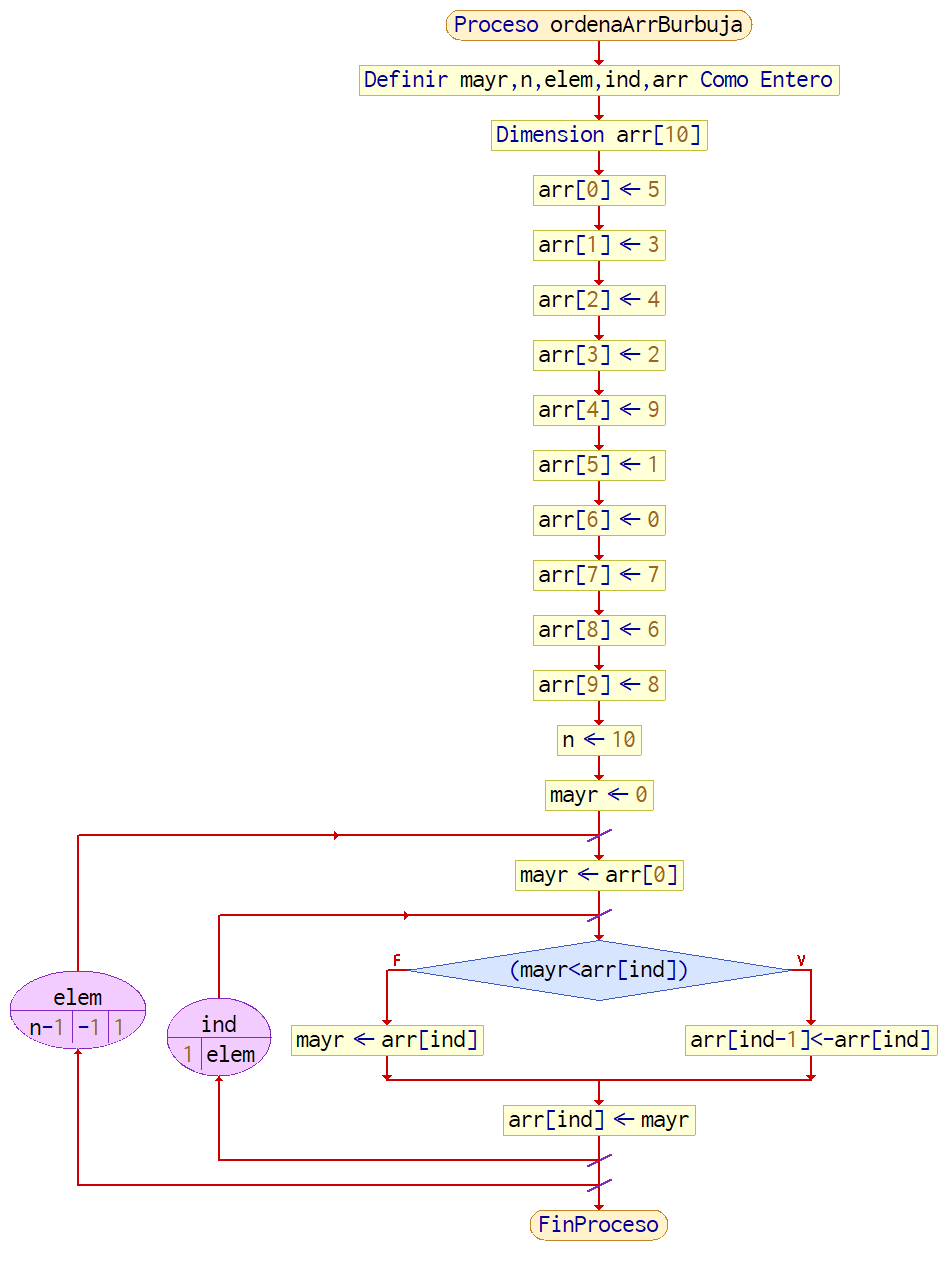 Proceso ordenaArrBurbuja
Definir mayr,n,elem,ind,arr Como Entero
Dimension arr[10]
arr[0] ← 5
arr[1] ← 3
arr[2] ← 4
arr[3] ← 2
arr[4] ← 9
arr[5] ← 1
arr[6] ← 0
arr[7] ← 7
arr[8] ← 6
arr[9] ← 8
n ← 10
mayr ← 0
mayr ← arr[0]
F
V
(mayr<arr[ind])
elem
n-1 -1 1
ind
1 elem
mayr ← arr[ind]
arr[ind-1]<-arr[ind]
arr[ind] ← mayr
FinProceso